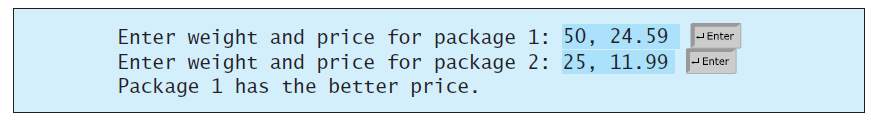 Enter weight and price for package 1: 50, 24.59 ↵Enter
Enter weight and price for package 2: 25, 11.99 ↵Enter
Package 1 has the better price.